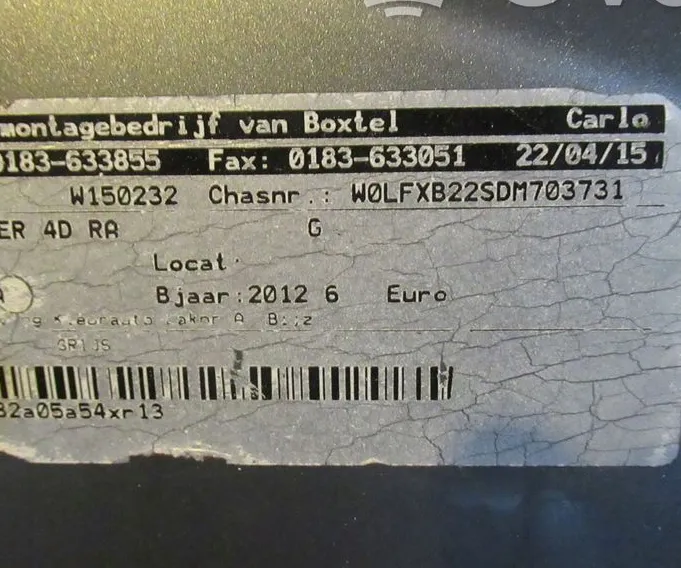 montagebedrijf van Boxtel Carlo
0183-633855 Fax: 0183-633051 22/04/15
W150232 Chasnr.: W0LFXB22SDM703731
ER 4D RA G
Locat
Bjaar:2012 6 Euro
GRIJS
32a05a54xr13